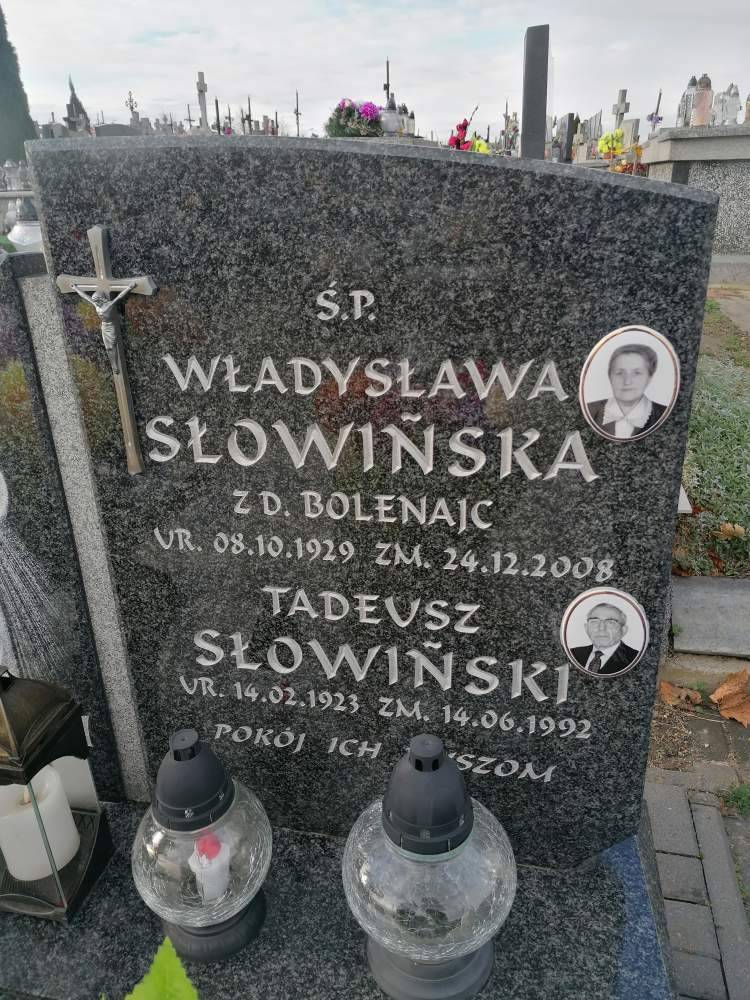 Ś.P.
WŁADYSŁAWA
SŁOWIŃSKA
Z D. BOLENAJC
UR. 08.10.1929 ZM. 24.12.2008
TADEUSZ
SŁOWIŃSKI
UR. 14.02.1923 ZM. 14.06.1992
POKÓJ ICH